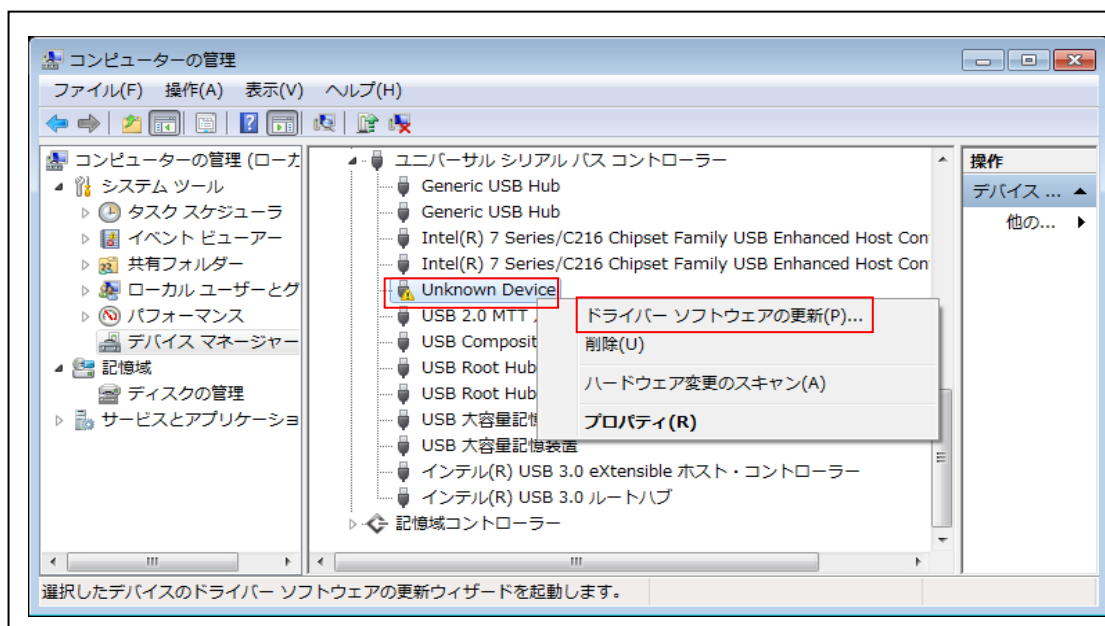 コンピューターの管理
ファイル(F) 操作(A) 表示(V) ヘルプ(H)
コンピューターの管理 (ローカ
システム ツール
タスク スケジューラ
イベント ビューアー
共有フォルダー
ローカル ユーザーとグ
パフォーマンス
デバイス マネージャー
記憶域
ディスクの管理
サービスとアプリケーショ
ユニバーサル シリアル バス コントローラー
Generic USB Hub
Generic USB Hub
Intel(R) 7 Series/C216 Chipset Family USB Enhanced Host Con
Intel(R) 7 Series/C216 Chipset Family USB Enhanced Host Con
Unknown Device
USB 2.0 MTT
USB Composit
USB Root Hub
USB Root Hub
USB 大容量記憶
USB 大容量記憶装置
インテル(R) USB 3.0 eXtensible ホスト・コントローラー
インテル(R) USB 3.0 ルートハブ
記憶域コントローラー
ドライバー ソフトウェアの更新(P)...
削除(U)
ハードウェア変更のスキャン(A)
プロパティ(R)
操作
デバイス ...
他の...
選択したデバイスのドライバー ソフトウェアの更新ウィザードを起動します。